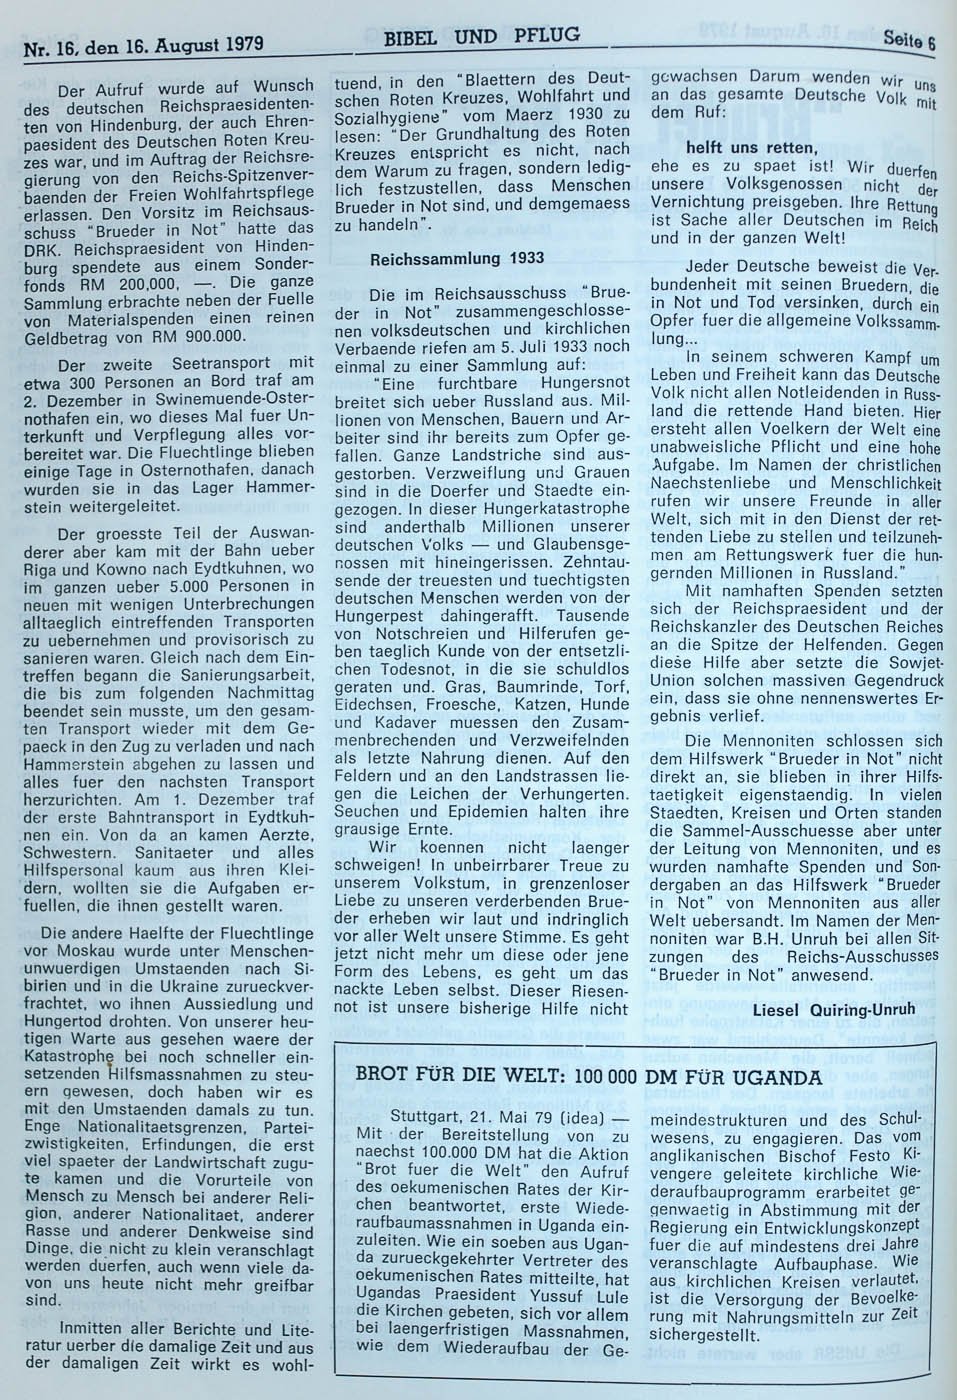 Nr. 16, den 16. August 1979
BIBEL UND PFLUG
Seite 6
Der Aufruf wurde auf Wunsch
des deutschen Reichspraesidenten-
ten von Hindenburg, der auch Ehren-
paesident des Deutschen Roten Kreu-
zes war, und im Auftrag der Reichsre-
gierung von den Reichs-Spitzenver-
baenden der Freien Wohlfahrtspflege
erlassen. Den Vorsitz im Reichsaus-
schuss "Brueder in Not" hatte das
DRK. Reichspraesident von Hinden-
burg spendete aus einem Sonder-
fonds RM 200,000, —. Die ganze
Sammlung erbrachte neben der Fuelle
von Materialspenden einen reinen
Geldbetrag von RM 900.000.
Der zweite Seetransport mit
etwa 300 Personen an Bord traf am
2. Dezember in Swinemuende-Oster-
nothafen ein, wo dieses Mal fuer Un-
terkunft und Verpflegung alles vor-
bereitet war. Die Fluechtlinge blieben
einige Tage in Osternothafen, danach
wurden sie in das Lager Hammer-
stein weitergeleitet.
Der groesste Teil der Auswan-
derer aber kam mit der Bahn ueber
Riga und Kowno nach Eydtkuhnen, wo
im ganzen ueber 5.000 Personen in
neuen mit wenigen Unterbrechungen
alltaeglich eintreffenden Transporten
zu uebernehmen und provisorisch zu
sanieren waren. Gleich nach dem Ein-
treffen begann die Sanierungsarbeit,
die bis zum folgenden Nachmittag
beendet sein musste, um den gesam-
ten Transport wieder mit dem Ge-
paeck in den Zug zu verladen und nach
Hammerstein abgehen zu lassen und
alles fuer den nachsten Transport
herzurichten. Am 1. Dezember traf
der erste Bahntransport in Eydtkuh-
nen ein. Von da an kamen Aerzte,
Schwestern. Sanitaeter und alles
Hilfspersonal kaum aus ihren Klei-
dern, wollten sie die Aufgaben er-
fuellen, die ihnen gestellt waren.
Die andere Haelfte der Fluechtlinge
vor Moskau wurde unter Menschen-
unwuerdigen Umstaenden nach Si-
birien und in die Ukraine zurueckver-
frachtet, wo ihnen Aussiedlung und
Hungertod drohten. Von unserer heu-
tigen Warte aus gesehen waere der
Katastrophe bei noch schneller ein-
setzenden Hilfsmassnahmen zu steu-
ern gewesen, doch haben wir es
mit den Umstaenden damals zu tun.
Enge Nationalitaetsgrenzen, Partei-
zwistigkeiten, Erfindungen, die erst
viel spaeter der Landwirtschaft zugu-
te kamen und die Vorurteile von
Mensch zu Mensch bei anderer Reli-
gion, anderer Nationalitaet, anderer
Rasse und anderer Denkweise sind
Dinge, die nicht zu klein veranschlagt
werden duerfen, auch wenn viele da-
von uns heute nicht mehr greifbar
sind.
Inmitten aller Berichte und Lite-
ratur uerber die damalige Zeit und aus
der damaligen Zeit wirkt es wohl-
tuend, in den "Blaettern des Deut-
schen Roten Kreuzes, Wohlfahrt und
Sozialhygiene" vom Maerz 1930 zu
lesen: "Der Grundhaltung des Roten
Kreuzes entspricht es nicht, nach
dem Warum zu fragen, sondern ledig-
lich festzustellen, dass Menschen
Brueder in Not sind, und demgemaess
zu handeln".
Reichssammlung 1933
Die im Reichsausschuss "Brue-
der in Not" zusammengeschlosse-
nen volksdeutschen und kirchlichen
Verbaende riefen am 5. Juli 1933 noch
einmal zu einer Sammlung auf:
"Eine furchtbare Hungersnot
breitet sich ueber Russland aus. Mil-
lionen von Menschen, Bauern und Ar-
beiter sind ihr bereits zum Opfer ge-
fallen. Ganze Landstriche sind aus-
gestorben. Verzweiflung und Grauen
sind in die Doerfer und Staedte ein-
gezogen. In dieser Hungerkatastrophe
sind anderthalb Millionen unserer
deutschen Volks — und Glaubensge-
nossen mit hineingerissen. Zehntau-
sende der treuesten und tuechtigsten
deutschen Menschen werden von der
Hungerpest dahingerafft. Tausende
von Notschreien und Hilferufen ge-
ben taeglich Kunde von der entsetzli-
chen Todesnot, in die sie schuldlos
geraten und. Gras, Baumrinde, Torf,
Eidechsen, Froesche, Katzen, Hunde
und Kadaver muessen den Zusam-
menbrechenden und Verzweifelnden
als letzte Nahrung dienen. Auf den
Feldern und an den Landstrassen lie-
gen die Leichen der Verhungerten.
Seuchen und Epidemien halten ihre
grausige Ernte.
Wir koennen nicht laenger
schweigen! In unbeirrbarer Treue zu
unserem Volkstum, in grenzenloser
Liebe zu unseren verderbenden Brue-
der erheben wir laut und indringlich
vor aller Welt unsere Stimme. Es geht
jetzt nicht mehr um diese oder jene
Form des Lebens, es geht um das
nackte Leben selbst. Dieser Riesen-
not ist unsere bisherige Hilfe nicht
gewachsen Darum wenden wir uns
an das gesamte Deutsche Volk mit
dem Ruf:
helft uns retten,
ehe es zu spaet ist! Wir duerfen
unsere Volksgenossen nicht der
Vernichtung preisgeben. Ihre Rettung
ist Sache aller Deutschen im Reich
und in der ganzen Welt!
Jeder Deutsche beweist die Ver-
bundenheit mit seinen Bruedern, die
in Not und Tod versinken, durch ein
Opfer fuer die allgemeine Volkssamm-
lung...
In seinem schweren Kampf um
Leben und Freiheit kann das Deutsche
Volk nicht allen Notleidenden in Russ-
land die rettende Hand bieten. Hier
ersteht allen Voelkern der Welt eine
unabweisliche Pflicht und eine hohe
Aufgabe. Im Namen der christlichen
Naechstenliebe und Menschlichkeit
rufen wir unsere Freunde in aller
Welt, sich mit in den Dienst der ret-
tenden Liebe zu stellen und teilzuneh-
men am Rettungswerk fuer die hun-
gernden Millionen in Russland."
Mit namhaften Spenden setzten
sich der Reichspraesident und der
Reichskanzler des Deutschen Reiches
an die Spitze der Helfenden. Gegen
diese Hilfe aber setzte die Sowjet-
Union solchen massiven Gegendruck
ein, dass sie ohne nennenswertes Er-
gebnis verlief.
Die Mennoniten schlossen sich
dem Hilfswerk "Brueder in Not" nicht
direkt an, sie blieben in ihrer Hilfs-
taetigkeit eigenstaendig. In vielen
Staedten, Kreisen und Orten standen
die Sammel-Ausschuesse aber unter
der Leitung von Mennoniten, und es
wurden namhafte Spenden und Son-
dergaben an das Hilfswerk "Brueder
in Not" von Mennoniten aus aller
Welt uebersandt. Im Namen der Men-
noniten war B.H. Unruh bei allen Sit-
zungen des Reichs-Ausschusses
"Brueder in Not" anwesend.
Liesel Quiring-Unruh
BROT FÜR DIE WELT: 100 000 DM FÜR UGANDA
Stuttgart, 21. Mai 79 (idea) —
Mit der Bereitstellung von zu
naechst 100.000 DM hat die Aktion
"Brot fuer die Welt" den Aufruf
des oekumenischen Rates der Kir-
chen beantwortet, erste Wiede-
raufbaumassnahmen in Uganda ein-
zuleiten. Wie ein soeben aus Ugan-
da zurueckgekehrter Vertreter des
oekumenischen Rates mitteilte, hat
Ugandas Praesident Yussuf Lule
die Kirchen gebeten, sich vor allem
bei laengerfristigen Massnahmen,
wie dem Wiederaufbau der Ge-
meindestrukturen und des Schul-
wesens, zu engagieren. Das vom
anglikanischen Bischof Festo Ki-
vengere geleitete kirchliche Wie-
deraufbauprogramm erarbeitet ge-
genwaetig in Abstimmung mit der
Regierung ein Entwicklungskonzept
fuer die auf mindestens drei Jahre
veranschlagte Aufbauphase. Wie
aus kirchlichen Kreisen verlautet,
ist die Versorgung der Bevoelke-
rung mit Nahrungsmitteln zur Zeit
sichergestellt.